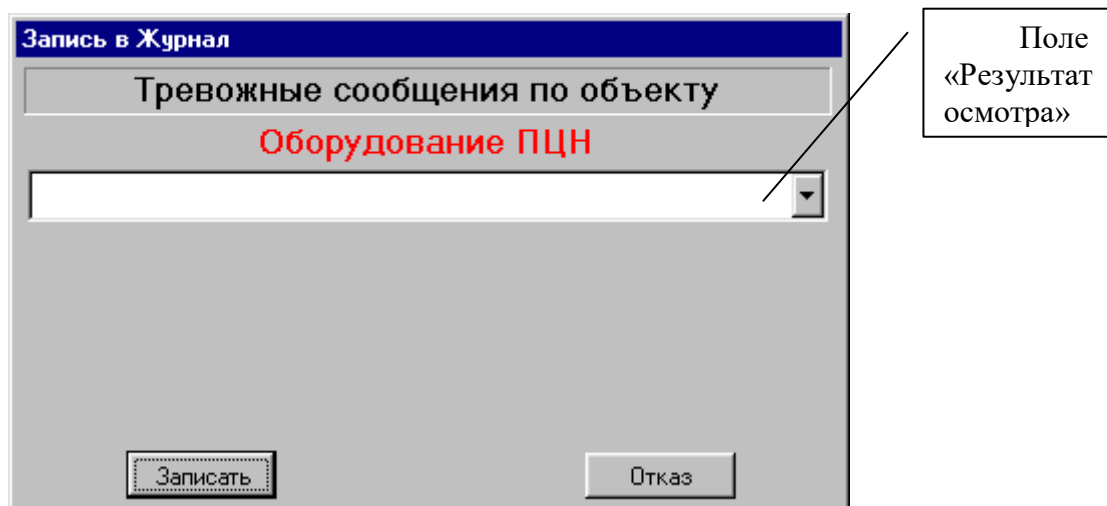 Запись в Журнал
Тревожные сообщения по объекту
Оборудование ПЦН
Записать
Отказ
Поле
«Результат
осмотра»